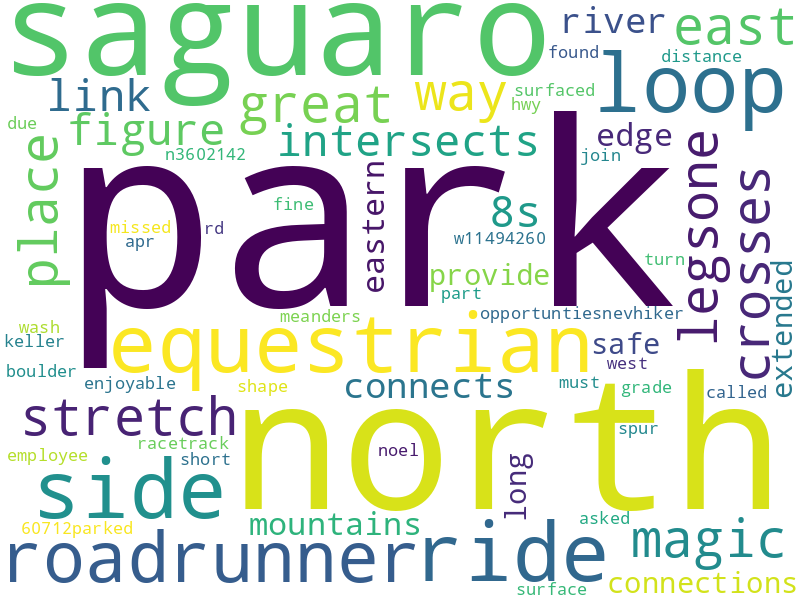 saguaro
river
east
found
distance
link
great
way
surfaced
hwy
loop
due
figure
n3602142
intersects
edge
join
place
park
legsone
crosses
missed
apr
rd
fine
eastern
8s
w11494260
provide
turn
part
meanders
opportuntiesnevhiker
extended
wash
keller
boulder
equestrian
safe
west
enjoyable
shape
connects
must
grade
called
stretch
racetrack
short
north
noel
spur
employee
side
long
60712parked
mountains
asked
magic
roadrunner
ride
surface
connections